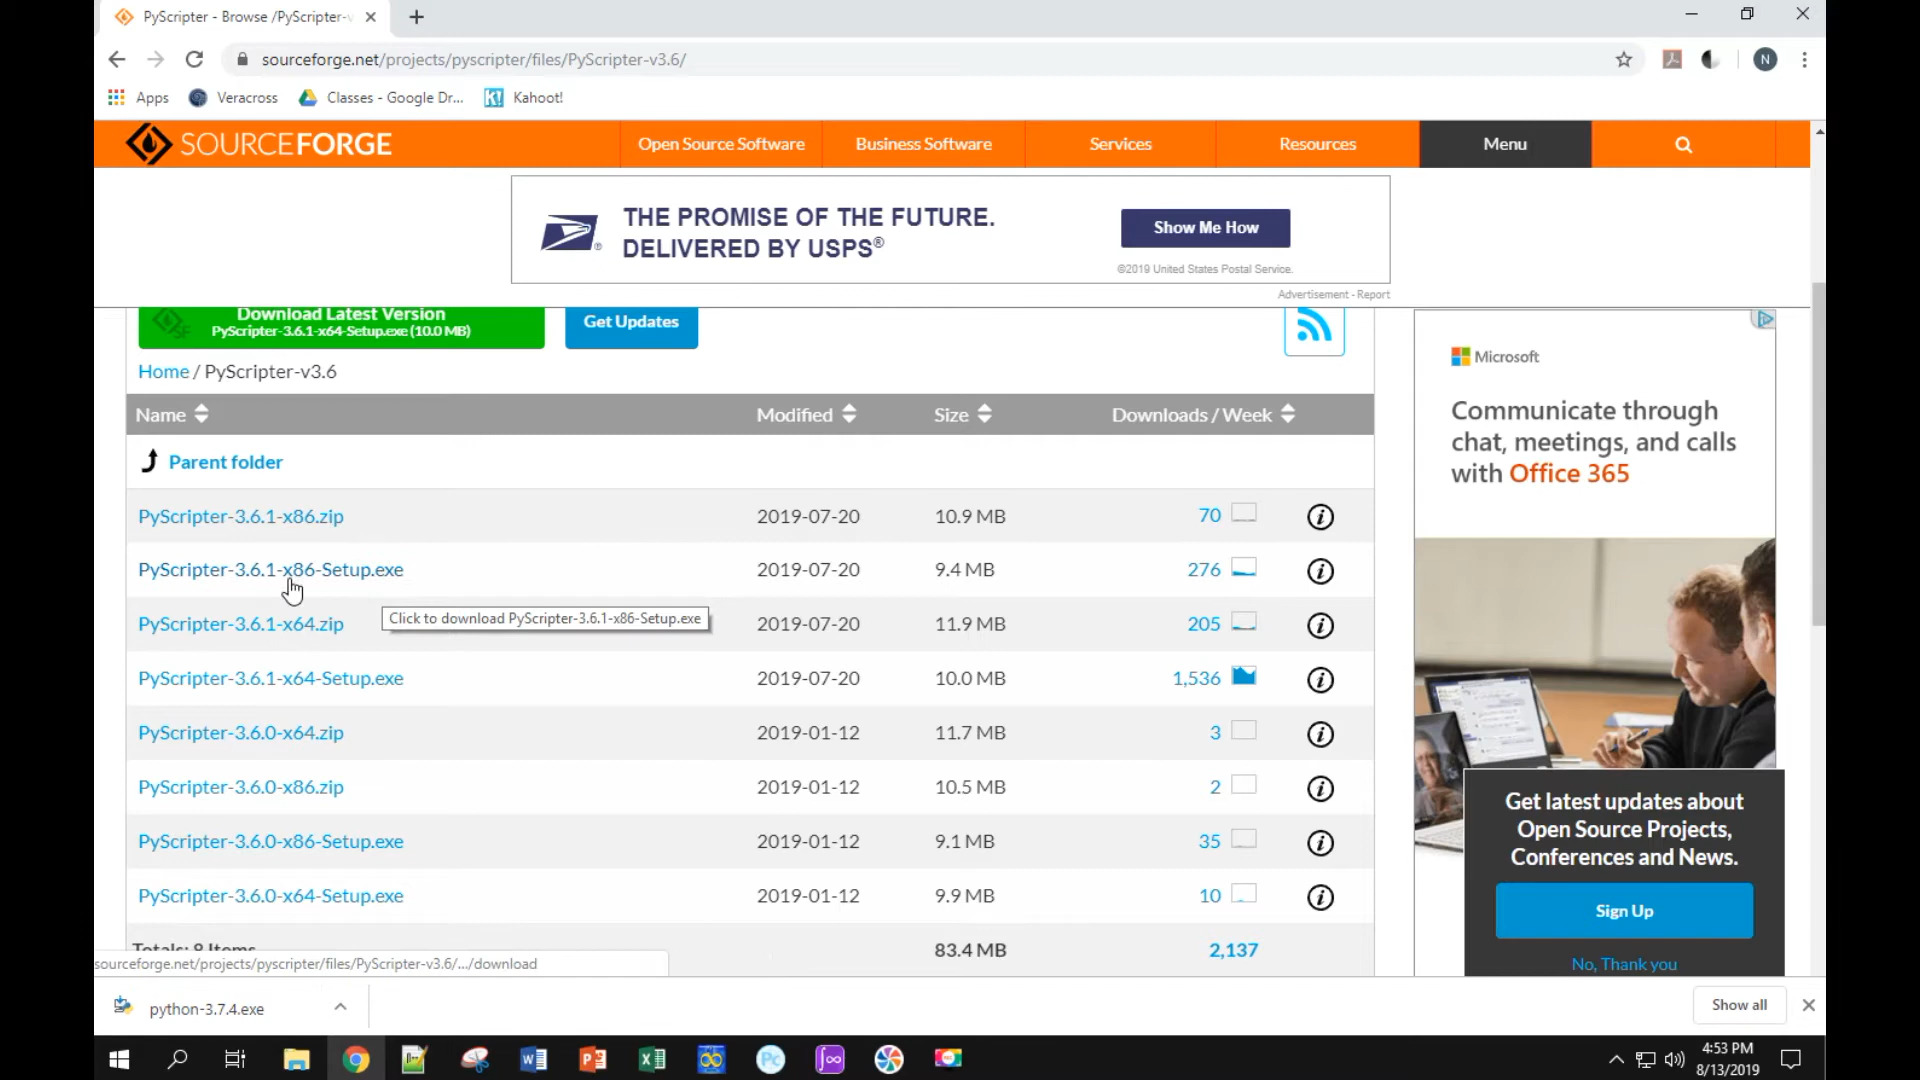 PyScripter - Browse /PyScripter-v
sourceforge.net/projects/pyscripter/files/PyScripter-v3.6/
N
Apps
Veracross
Classes - Google Dr...
K! Kahoot!
SOURCEFORGE
Open Source Software
Business Software
Services
Resources
Menu
THE PROMISE OF THE FUTURE.
DELIVERED BY USPS®
Show Me How
©2019 United States Postal Service.
Advertisement - Report
Download Latest Version
PyScripter-3.6.1-x64-Setup.exe (10.0 MB)
Get Updates
Home / PyScripter-v3.6
Name Modified Size Downloads / Week
Parent folder
PyScripter-3.6.1-x86.zip 2019-07-20 10.9 MB 70
PyScripter-3.6.1-x86-Setup.exe 2019-07-20 9.4 MB 276
Click to download PyScripter-3.6.1-x86-Setup.exe
PyScripter-3.6.1-x64.zip 2019-07-20 11.9 MB 205
PyScripter-3.6.1-x64-Setup.exe 2019-07-20 10.0 MB 1,536
PyScripter-3.6.0-x64.zip 2019-01-12 11.7 MB 3
PyScripter-3.6.0-x86.zip 2019-01-12 10.5 MB 2
PyScripter-3.6.0-x86-Setup.exe 2019-01-12 9.1 MB 35
PyScripter-3.6.0-x64-Setup.exe 2019-01-12 9.9 MB 10
Totals: 8 Items 83.4 MB 2,137
Microsoft
Communicate through
chat, meetings, and calls
with Office 365
Get latest updates about
Open Source Projects,
Conferences and News.
Sign Up
No, Thank you
sourceforge.net/projects/pyscripter/files/PyScripter-v3.6/.../download
python-3.7.4.exe
Show all
4:53 PM
8/13/2019